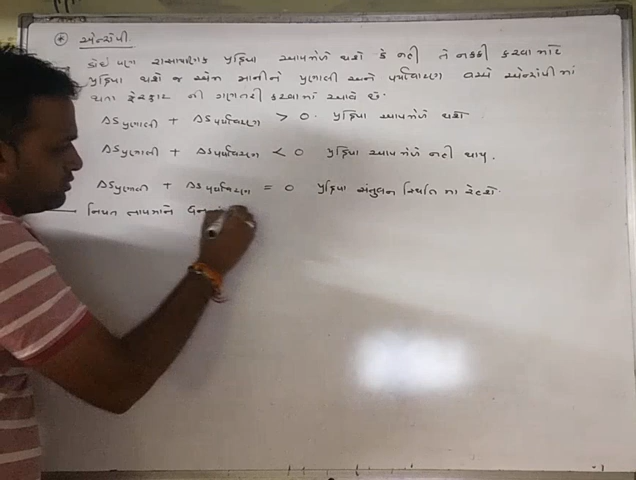 * એન્ટ્રોપી
કોઈ પણ રાસાયણિક પ્રક્રિયા આપમેળે થશે કે નહી તે નક્કી કરવા માટે
પ્રક્રિયા થશે જ એમ માનીને પ્રણાલી અને પર્યાવરણ વચ્ચે એન્ટ્રોપી માં
થતા ફેરફાર ની ગણતરી કરવામાં આવે છે.
ΔSપ્રણાલી + ΔSપર્યાવરણ > 0. પ્રક્રિયા આપમેળે થશે
ΔSપ્રણાલી + ΔSપર્યાવરણ < 0 પ્રક્રિયા આપમેળે નહી થાય.
ΔSપ્રણાલી + ΔSપર્યાવરણ = 0 પ્રક્રિયા સંતુલન સ્થિતિ માં રહેશે.
નિયત તાપમાને